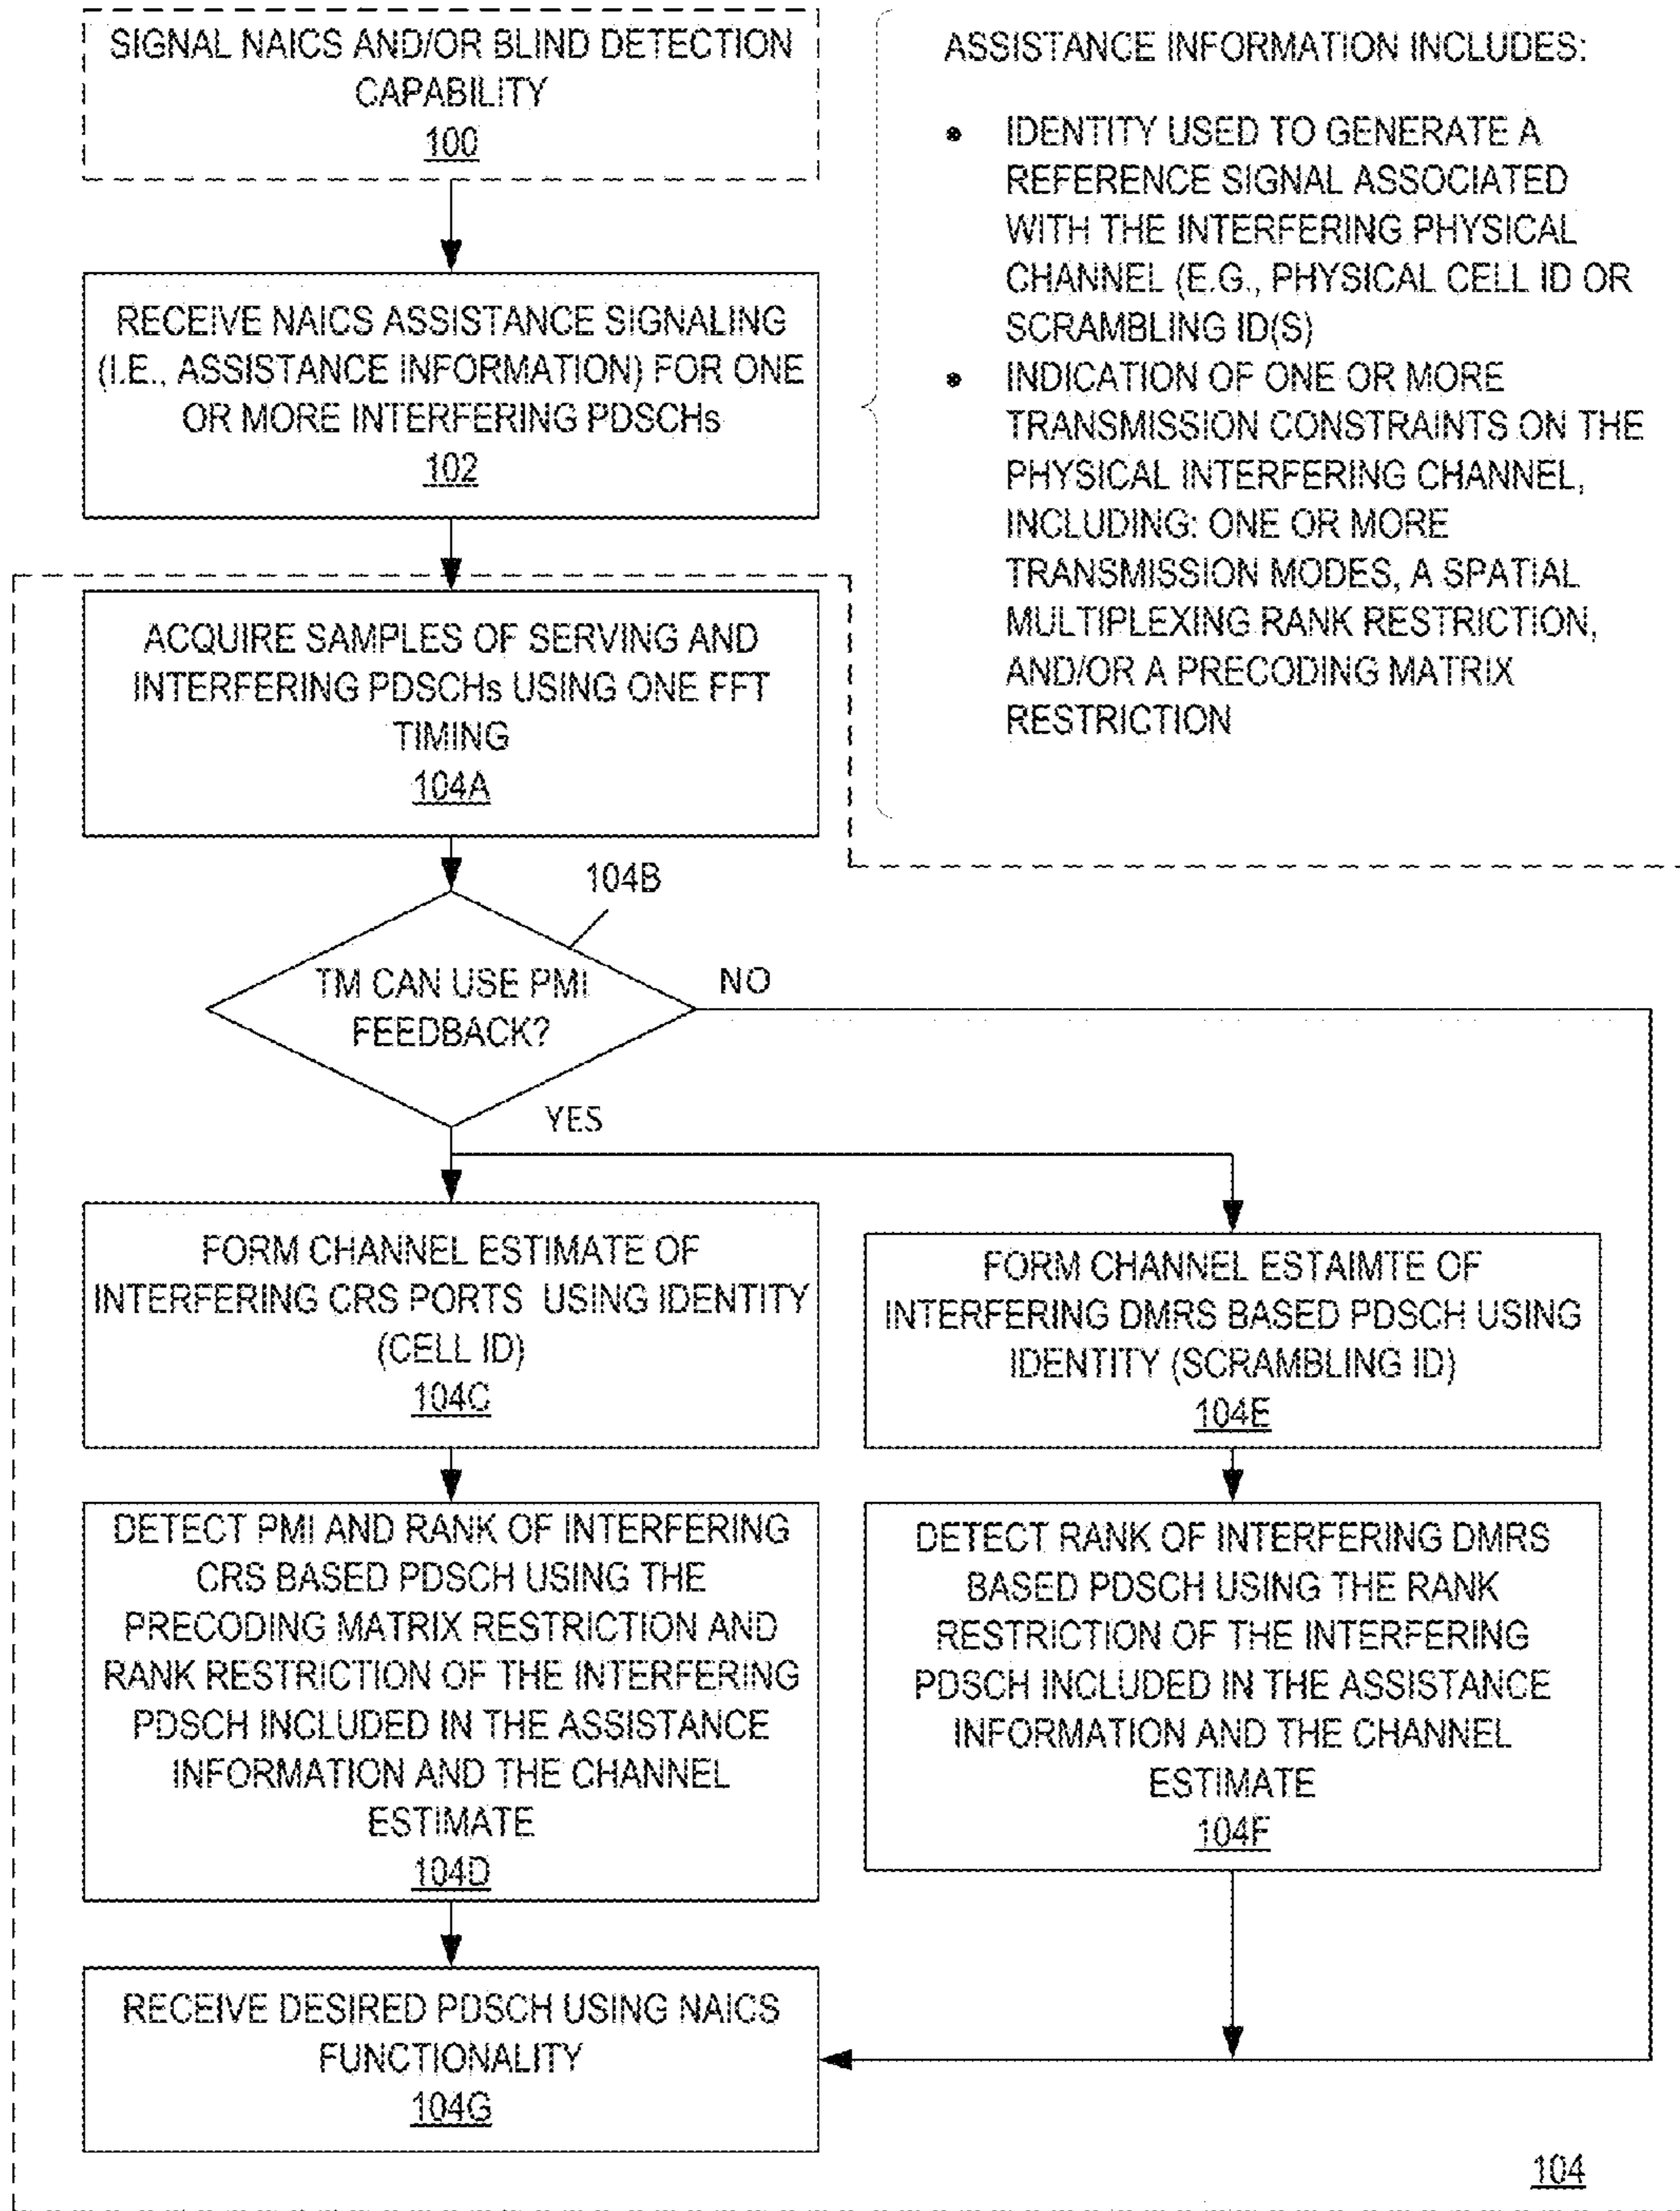 SIGNAL NAICS AND/OR BLIND DETECTION
CAPABILITY
100
RECEIVE NAICS ASSISTANCE SIGNALING
(I.E., ASSISTANCE INFORMATION) FOR ONE
OR MORE INTERFERING PDSCHs
102
ASSISTANCE INFORMATION INCLUDES:
• IDENTITY USED TO GENERATE A
REFERENCE SIGNAL ASSOCIATED
WITH THE INTERFERING PHYSICAL
CHANNEL (E.G., PHYSICAL CELL ID OR
SCRAMBLING ID(S)
• INDICATION OF ONE OR MORE
TRANSMISSION CONSTRAINTS ON THE
PHYSICAL INTERFERING CHANNEL,
INCLUDING: ONE OR MORE
TRANSMISSION MODES, A SPATIAL
MULTIPLEXING RANK RESTRICTION,
AND/OR A PRECODING MATRIX
RESTRICTION
ACQUIRE SAMPLES OF SERVING AND
INTERFERING PDSCHs USING ONE FFT
TIMING
104A
104B
TM CAN USE PMI
FEEDBACK?
NO
YES
FORM CHANNEL ESTIMATE OF
INTERFERING CRS PORTS USING IDENTITY
(CELL ID)
104C
FORM CHANNEL ESTAIMTE OF
INTERFERING DMRS BASED PDSCH USING
IDENTITY (SCRAMBLING ID)
104E
DETECT PMI AND RANK OF INTERFERING
CRS BASED PDSCH USING THE
PRECODING MATRIX RESTRICTION AND
RANK RESTRICTION OF THE INTERFERING
PDSCH INCLUDED IN THE ASSISTANCE
INFORMATION AND THE CHANNEL
ESTIMATE
104D
DETECT RANK OF INTERFERING DMRS
BASED PDSCH USING THE RANK
RESTRICTION OF THE INTERFERING
PDSCH INCLUDED IN THE ASSISTANCE
INFORMATION AND THE CHANNEL
ESTIMATE
104F
RECEIVE DESIRED PDSCH USING NAICS
FUNCTIONALITY
104G
104